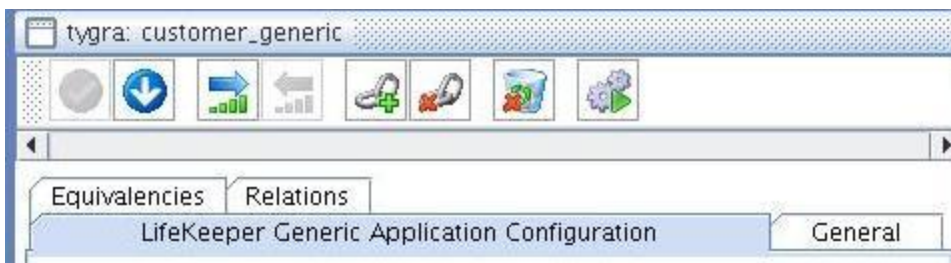 tygra: customer_generic
Equivalencies Relations
LifeKeeper Generic Application Configuration General